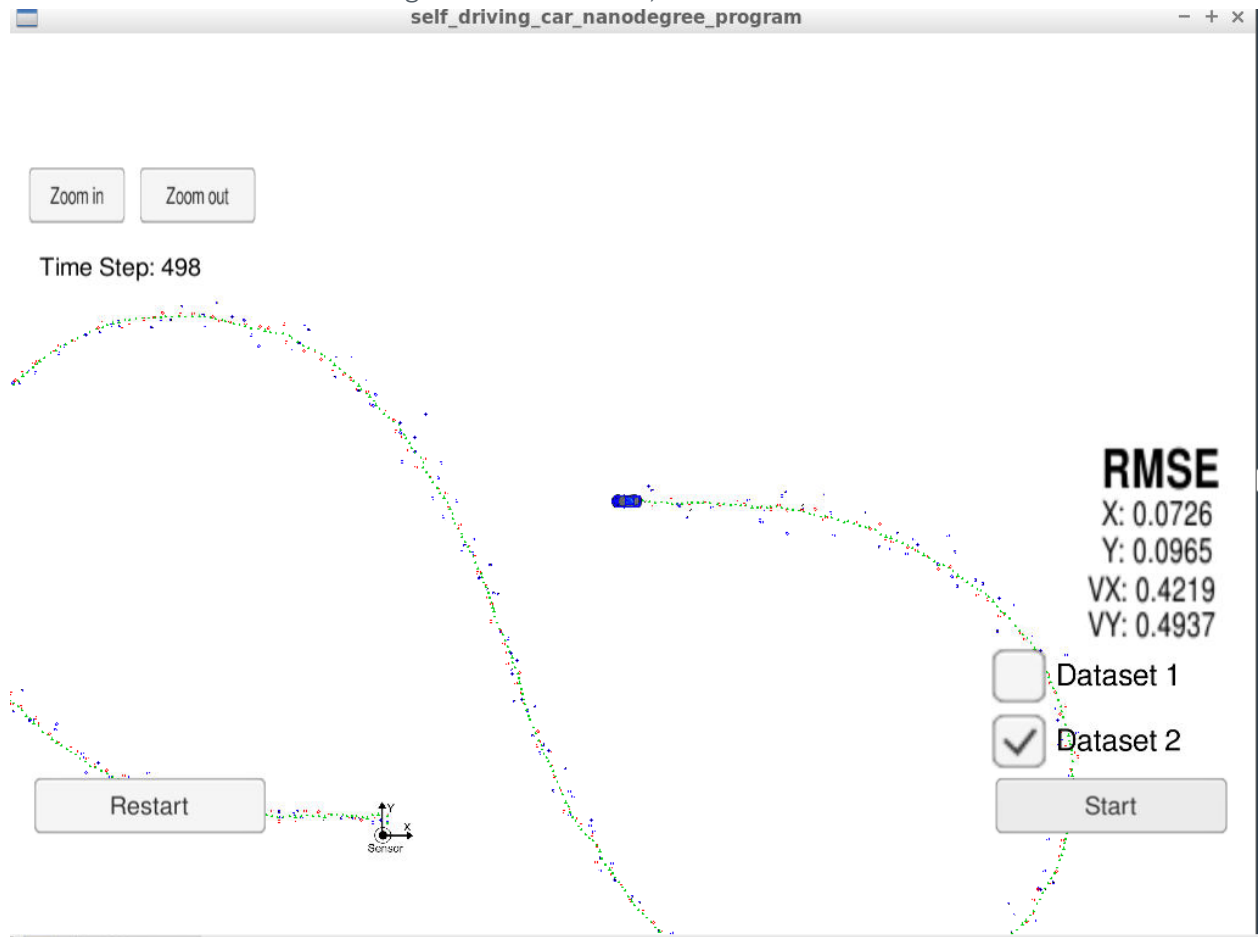 self_driving_car_nanodegree_program
Zoom in
Zoom out
Time Step: 498
RMSE
X: 0.0726
Y: 0.0965
VX: 0.4219
VY: 0.4937
Dataset 1
Dataset 2
Restart
Start
Y
X
Sensor